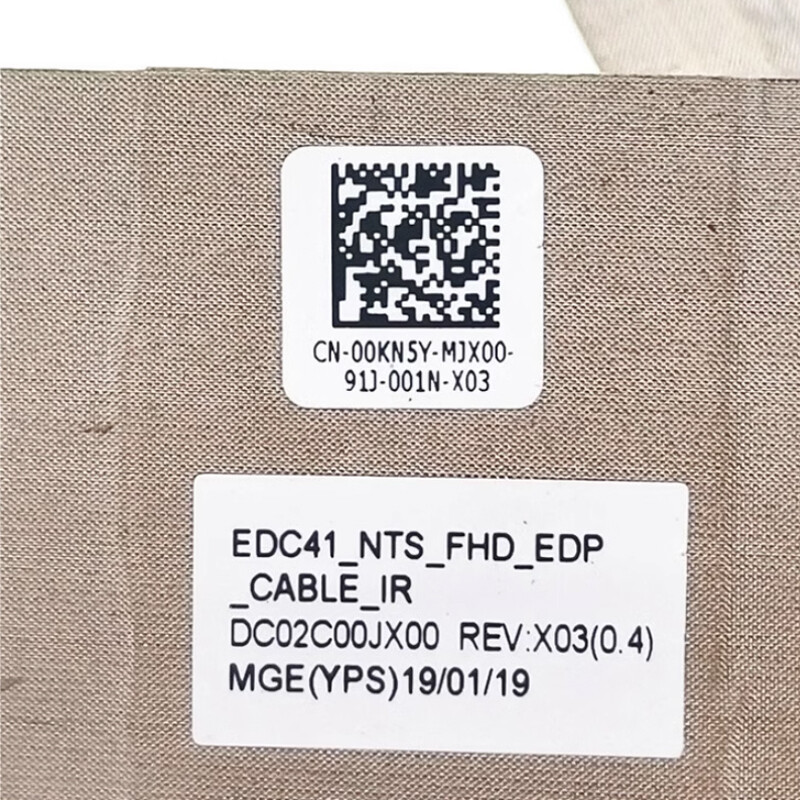 CN-00KN5Y-MJX00-
91J-001N-X03
EDC41_NTS_FHD_EDP
_CABLE_IR
DC02C00JX00 REV:X03(0.4)
MGE(YPS)19/01/19